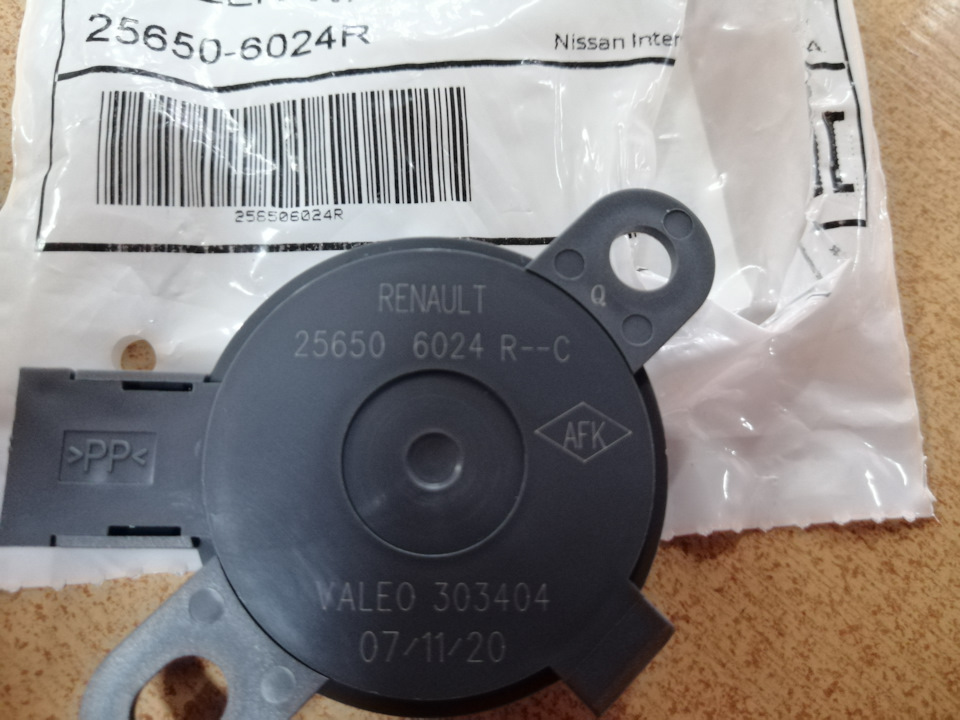 25650-6024R
Nissan Inter
256506024R
Q
RENAULT
25650 6024 R--C
AFK
>PP<
VALEO 303404
07/11/20